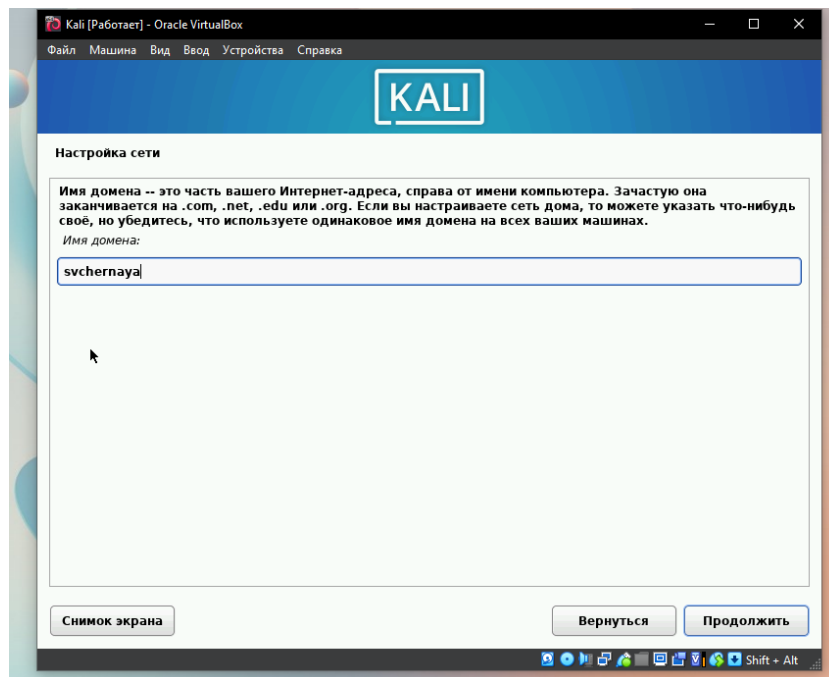 Kali [Работает] - Oracle VirtualBox
Файл Машина Вид Ввод Устройства Справка
KALI
Настройка сети
Имя домена -- это часть вашего Интернет-адреса, справа от имени компьютера. Зачастую она
заканчивается на .com, .net, .edu или .org. Если вы настраиваете сеть дома, то можете указать что-нибудь
своё, но убедитесь, что используете одинаковое имя домена на всех ваших машинах.
Имя домена:
svchernaya
Снимок экрана Вернуться Продолжить
Shift + Alt